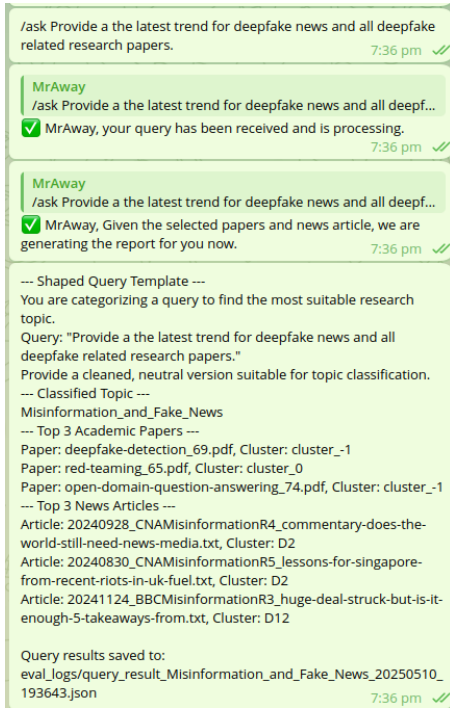 /ask Provide a the latest trend for deepfake news and all deepfake
related research papers.
7:36 pm
MrAway
/ask Provide a the latest trend for deepfake news and all deepf...
✅ MrAway, your query has been received and is processing.
7:36 pm
MrAway
/ask Provide a the latest trend for deepfake news and all deepf...
✅ MrAway, Given the selected papers and news article, we are
generating the report for you now.
7:36 pm
--- Shaped Query Template ---
You are categorizing a query to find the most suitable research
topic.
Query: "Provide a the latest trend for deepfake news and all
deepfake related research papers."
Provide a cleaned, neutral version suitable for topic classification.
--- Classified Topic ---
Misinformation_and_Fake_News
--- Top 3 Academic Papers ---
Paper: deepfake-detection_69.pdf, Cluster: cluster_-1
Paper: red-teaming_65.pdf, Cluster: cluster_0
Paper: open-domain-question-answering_74.pdf, Cluster: cluster_-1
--- Top 3 News Articles ---
Article: 20240928_CNAMisinformationR4_commentary-does-the-
world-still-need-news-media.txt, Cluster: D2
Article: 20240830_CNAMisinformationR5_lessons-for-singapore-
from-recent-riots-in-uk-fuel.txt, Cluster: D2
Article: 20241124_BBCMisinformationR3_huge-deal-struck-but-is-it-
enough-5-takeaways-from.txt, Cluster: D12
Query results saved to:
eval_logs/query_result_Misinformation_and_Fake_News_20250510_
193643.json
7:36 pm